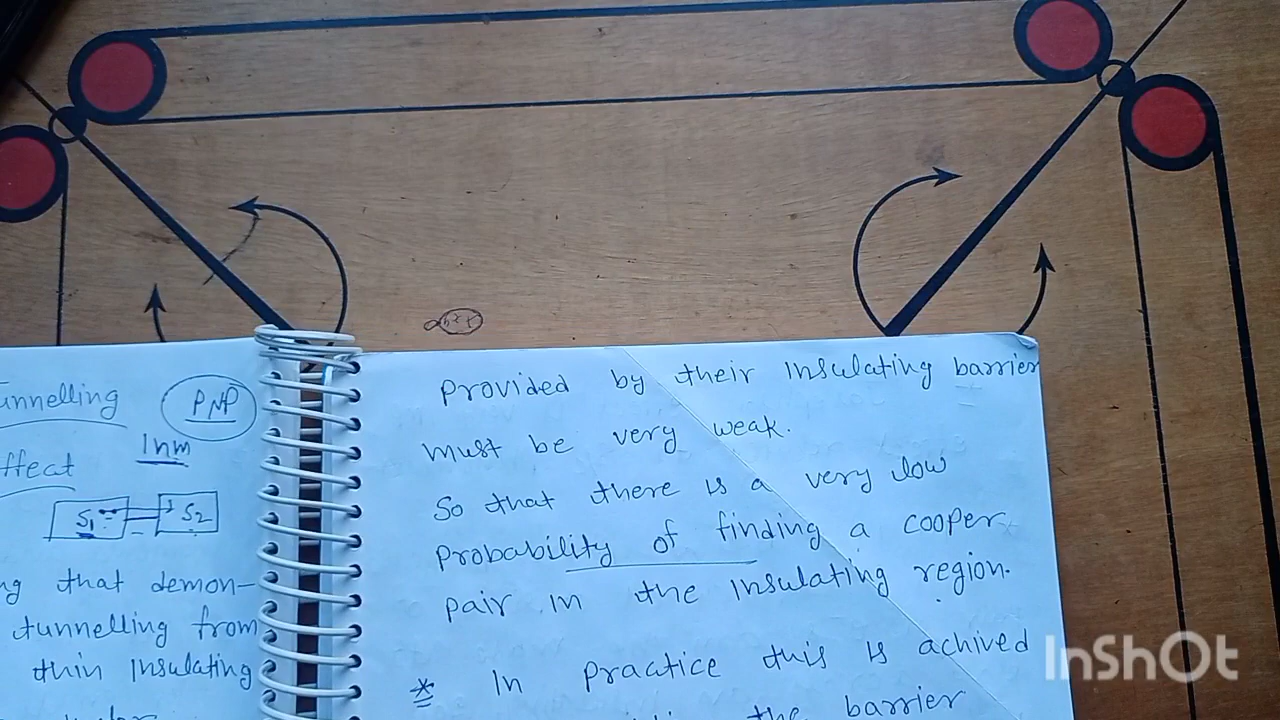 unnelling
PNP
1nm
ffect
S1
S2
ng that demon-
tunnelling from
thin Insulating
provided by their Insulating barrier
must be very weak.
So that there is a very low
probability of finding a cooper
pair in the Insulating region.
* In practice this is achived
the barrier
InShOt